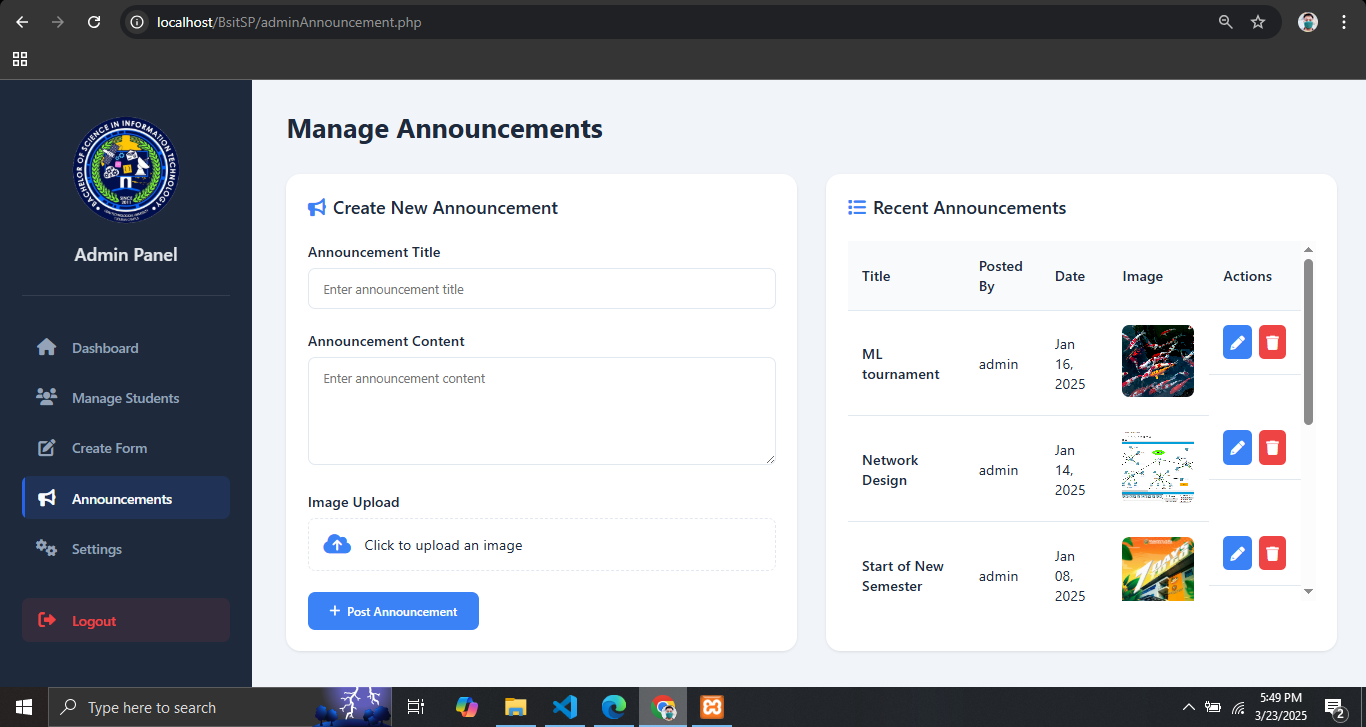 localhost/BsitSP/adminAnnouncement.php
BACHELOR OF SCIENCE IN INFORMATION TECHNOLOGY
SINCE
2011
Admin Panel
Dashboard
Manage Students
Create Form
Announcements
Settings
Logout
Manage Announcements
Create New Announcement
Announcement Title
Enter announcement title
Announcement Content
Enter announcement content
Image Upload
Click to upload an image
Post Announcement
Recent Announcements
Title
Posted
By
Date
Image
Actions
ML
tournament
admin
Jan
16,
2025
Network
Design
admin
Jan
14,
2025
Start of New
Semester
admin
Jan
08,
2025
Type here to search
5:49 PM
3/23/2025
2